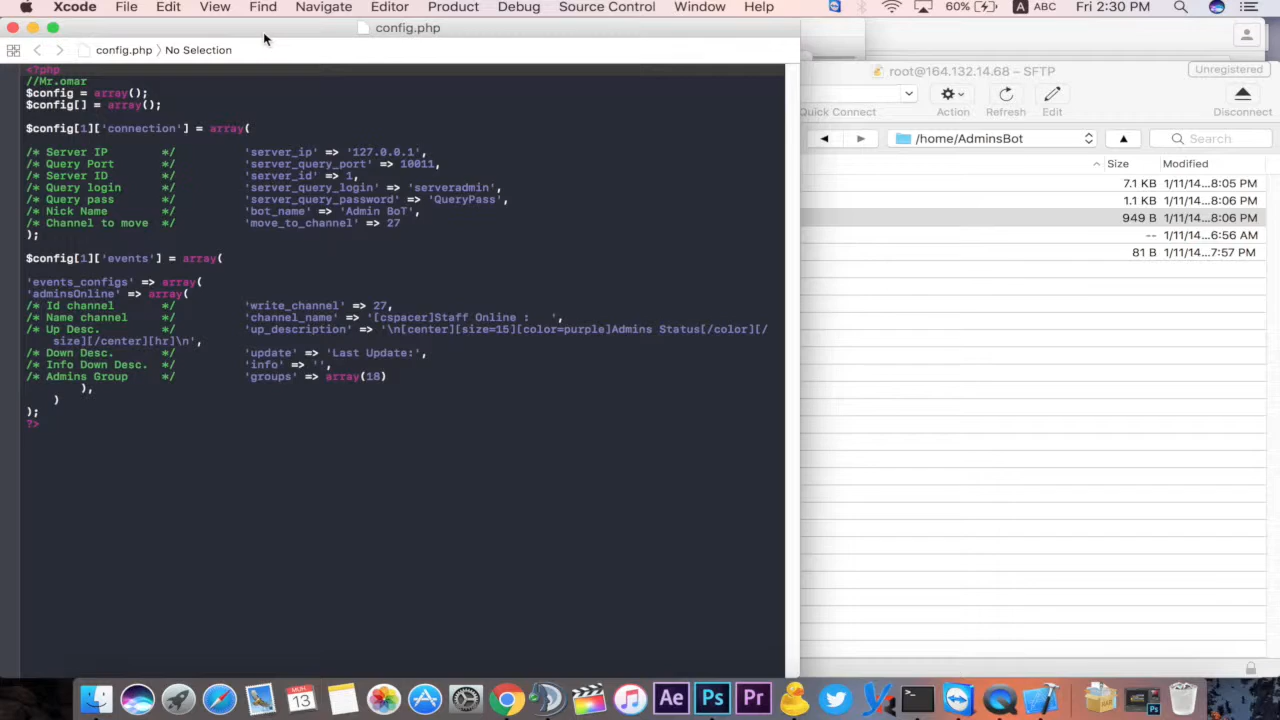 Xcode File Edit View Find Navigate Editor Product Debug Source Control Window Help 60% A ABC Fri 2:30 PM
config.php
config.php No Selection
<?php
//Mr.omar
$config = array();
$config[] = array();
$config[1]['connection'] = array(
/* Server IP */ 'server_ip' => '127.0.0.1',
/* Query Port */ 'server_query_port' => 10011,
/* Server ID */ 'server_id' => 1,
/* Query login */ 'server_query_login' => 'serveradmin',
/* Query pass */ 'server_query_password' => 'QueryPass',
/* Nick Name */ 'bot_name' => 'Admin BoT',
/* Channel to move */ 'move_to_channel' => 27
);
$config[1]['events'] = array(
'events_configs' => array(
'adminsOnline' => array(
/* Id channel */ 'write_channel' => 27,
/* Name channel */ 'channel_name' => '[cspacer]Staff Online : ',
/* Up Desc. */ 'up_description' => '\n[center][size=15][color=purple]Admins Status[/color][/
size][/center][hr]\n',
/* Down Desc. */ 'update' => 'Last Update:',
/* Info Down Desc. */ 'info' => '',
/* Admins Group */ 'groups' => array(18)
),
)
);
?>
root@164.132.14.68 – SFTP
Unregistered
Quick Connect Action Refresh Edit Disconnect
/home/AdminsBot Search
Size Modified
7.1 KB 1/11/14...8:05 PM
1.1 KB 1/11/14...8:06 PM
949 B 1/11/14...8:06 PM
-- 1/11/14...6:56 AM
81 B 1/11/14...7:57 PM
MON
13
Ae Ps Pr